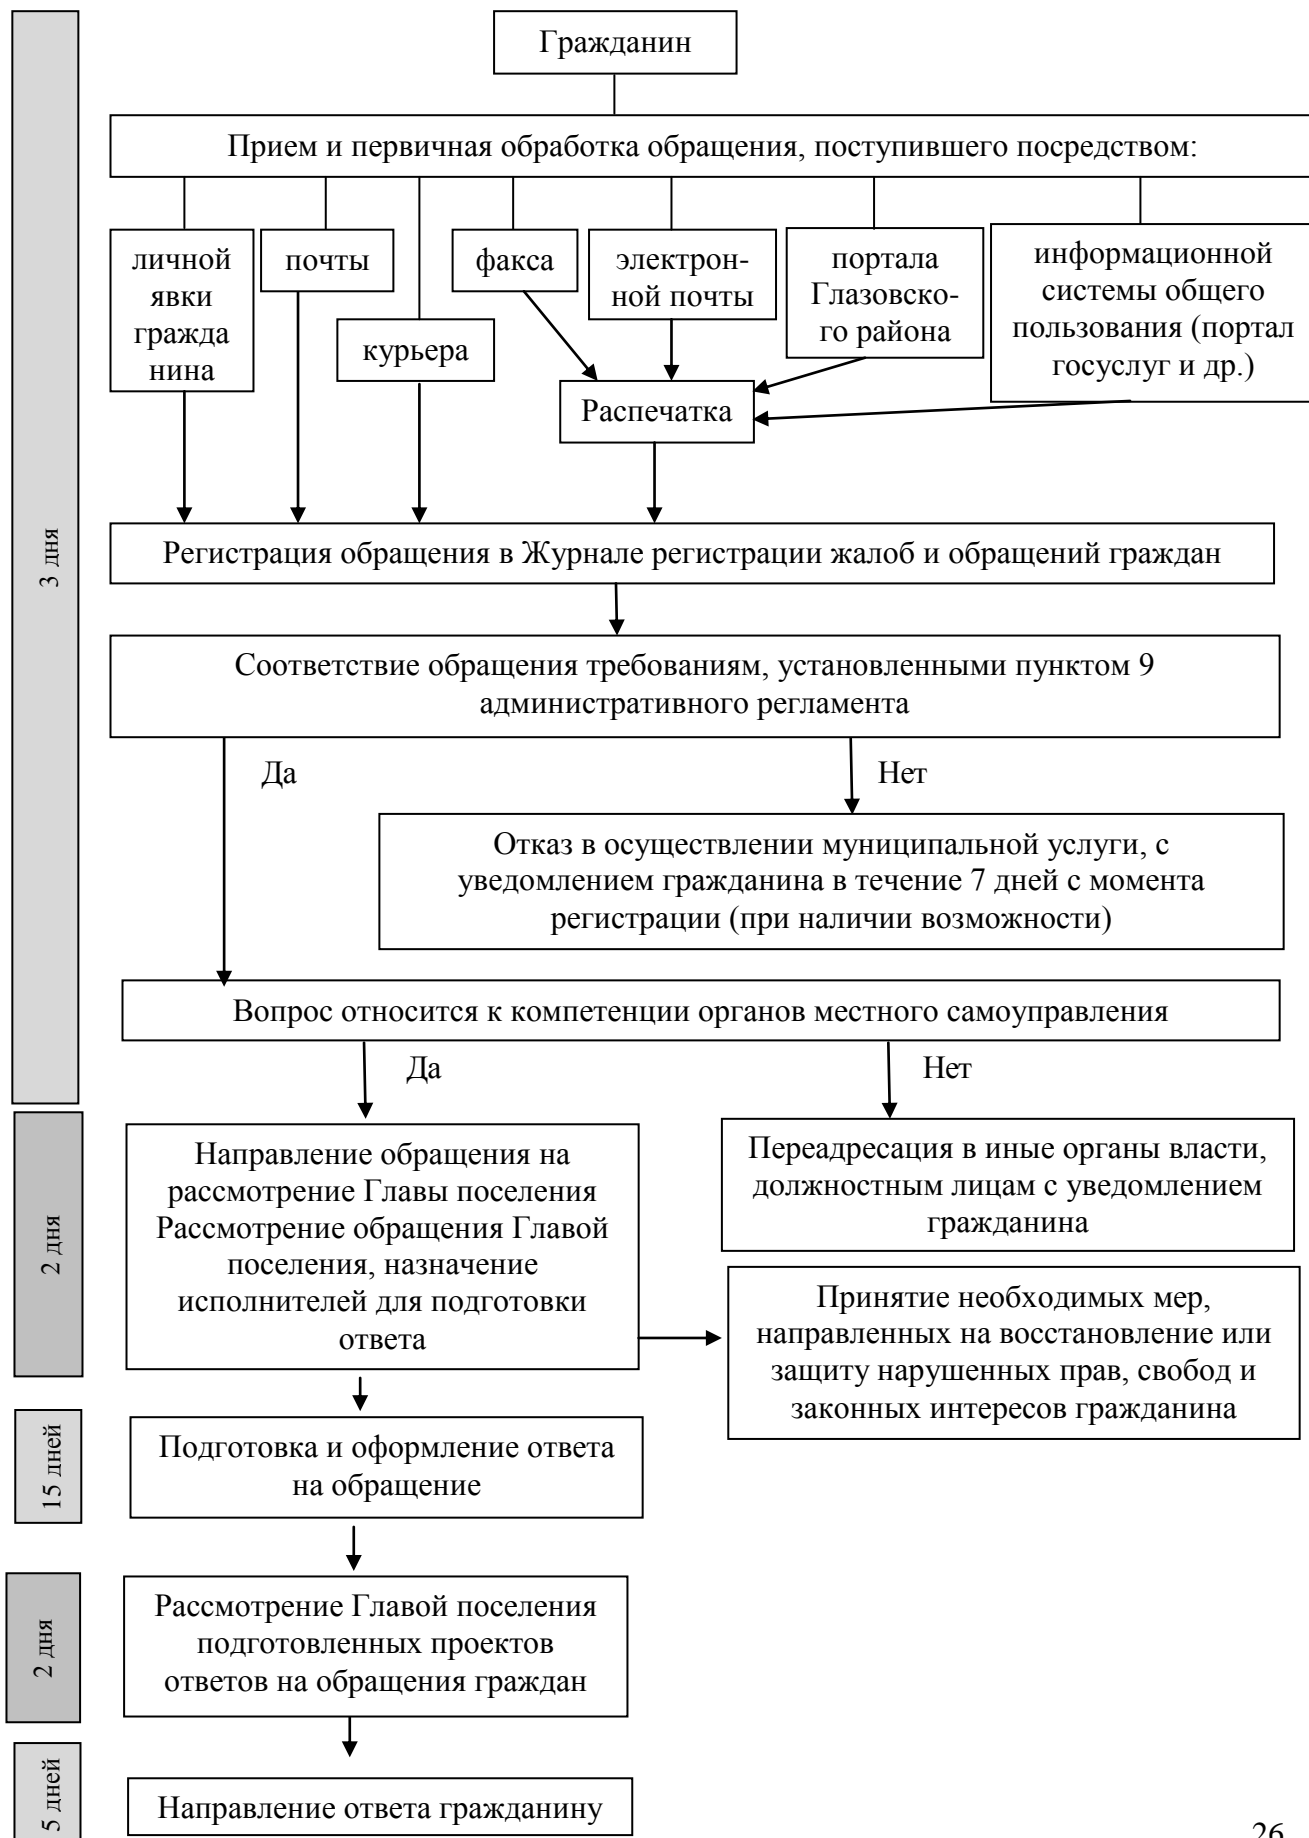 Гражданин
Прием и первичная обработка обращения, поступившего посредством:
личной
явки
гражда
нина
почты
курьера
факса
электрон-
ной почты
портала
Глазовско-
го района
информационной
системы общего
пользования (портал
госуслуг и др.)
Распечатка
3 дня
Регистрация обращения в Журнале регистрации жалоб и обращений граждан
Соответствие обращения требованиям, установленными пунктом 9
административного регламента
Да
Нет
Отказ в осуществлении муниципальной услуги, с
уведомлением гражданина в течение 7 дней с момента
регистрации (при наличии возможности)
Вопрос относится к компетенции органов местного самоуправления
Да
Нет
2 дня
Направление обращения на
рассмотрение Главы поселения
Рассмотрение обращения Главой
поселения, назначение
исполнителей для подготовки
ответа
Переадресация в иные органы власти,
должностным лицам с уведомлением
гражданина
Принятие необходимых мер,
направленных на восстановление или
защиту нарушенных прав, свобод и
законных интересов гражданина
15 дней
Подготовка и оформление ответа
на обращение
2 дня
Рассмотрение Главой поселения
подготовленных проектов
ответов на обращения граждан
5 дней
Направление ответа гражданину
26